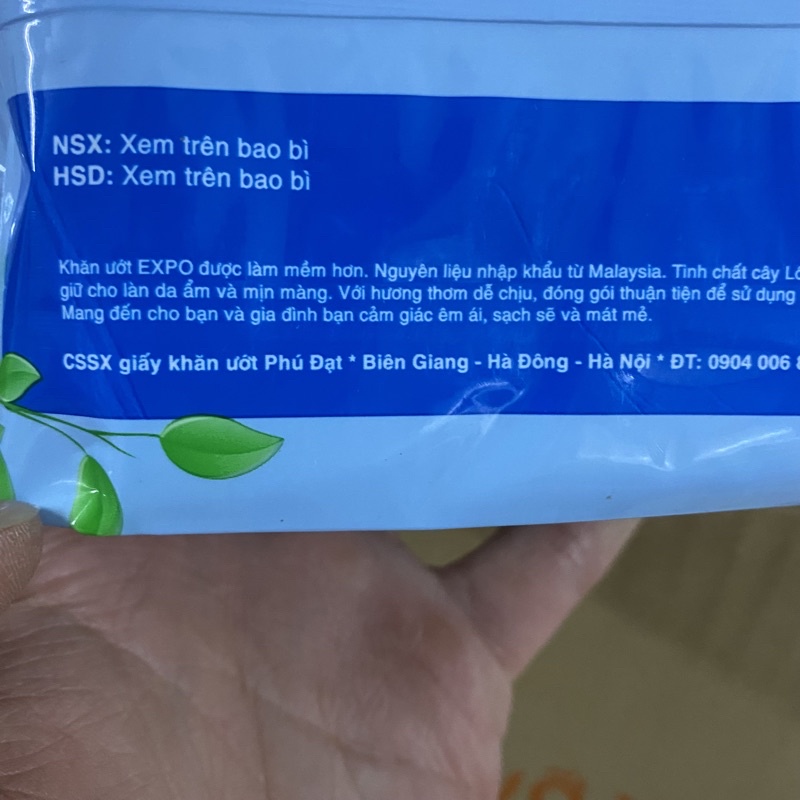 NSX: Xem trên bao bì
HSD: Xem trên bao bì
Khăn ướt EXPO được làm mềm hơn. Nguyên liệu nhập khẩu từ Malaysia. Tinh chất cây
giữ cho làn da ẩm và mịn màng. Với hương thơm dễ chịu, đóng gói thuận tiện để sử dụng
Mang đến cho bạn và gia đình bạn cảm giác êm ái, sạch sẽ và mát mẻ.
CSSX giấy khăn ướt Phú Đạt * Biên Giang - Hà Đông - Hà Nội * ĐT: 0904 006